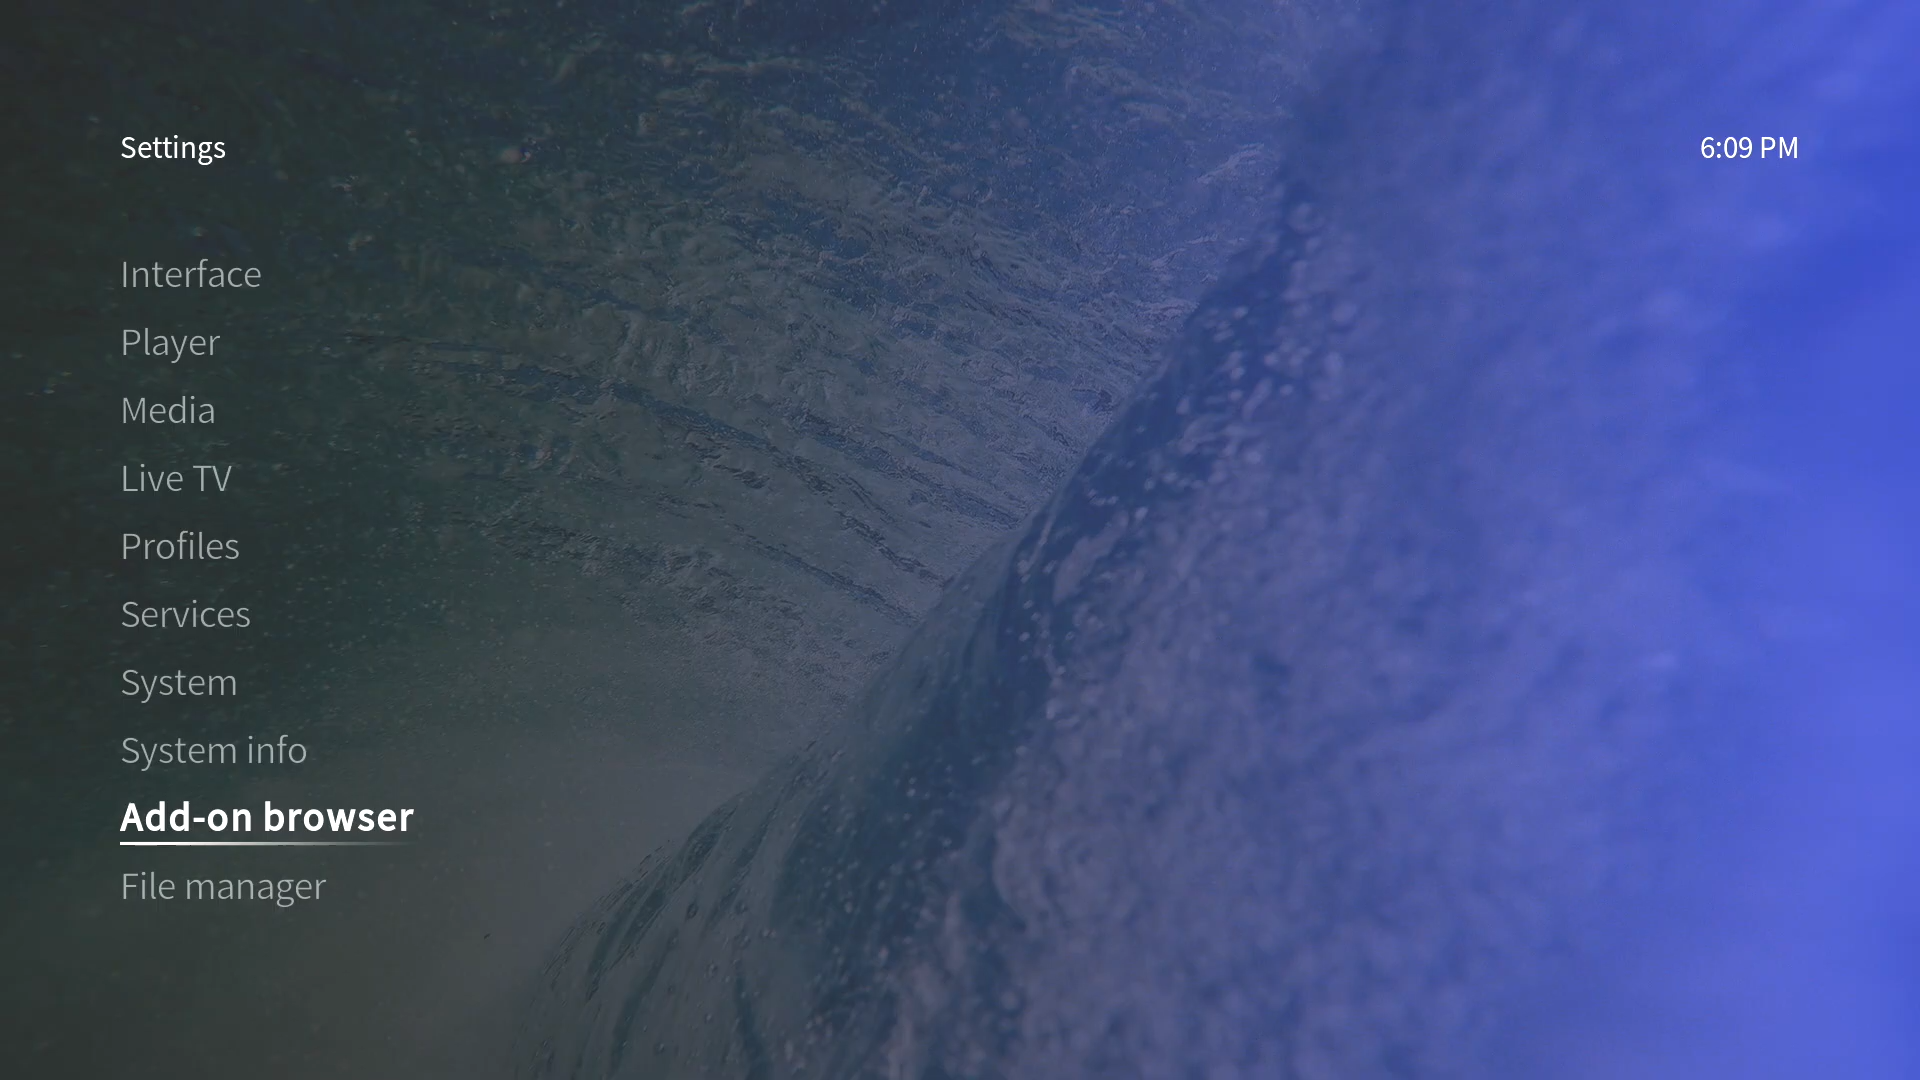 Settings
6:09 PM
Interface
Player
Media
Live TV
Profiles
Services
System
System info
Add-on browser
File manager